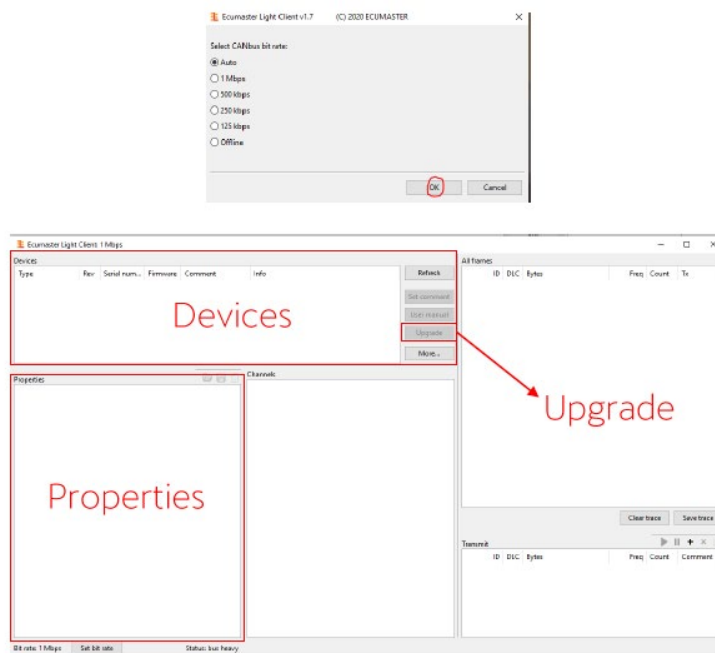 Ecumaster Light Client v1.7 (C) 2020 ECUMASTER
Select CANbus bit rate:
Auto
1 Mbps
500 kbps
250 kbps
125 kbps
Offline
OK Cancel
Ecumaster Light Client: 1 Mbps
Devices All frames
Type Rev Serial num... Firmware Comment Info Refresh ID DLC Bytes Freq Count Tx
Set comment
Devices
User manual
Upgrade
More...
Properties Channels
Upgrade
Properties
Clear trace Save trace
Transmit
ID DLC Bytes Freq Count Comment
Bit rate: 1 Mbps Set bit rate Status: bus heavy